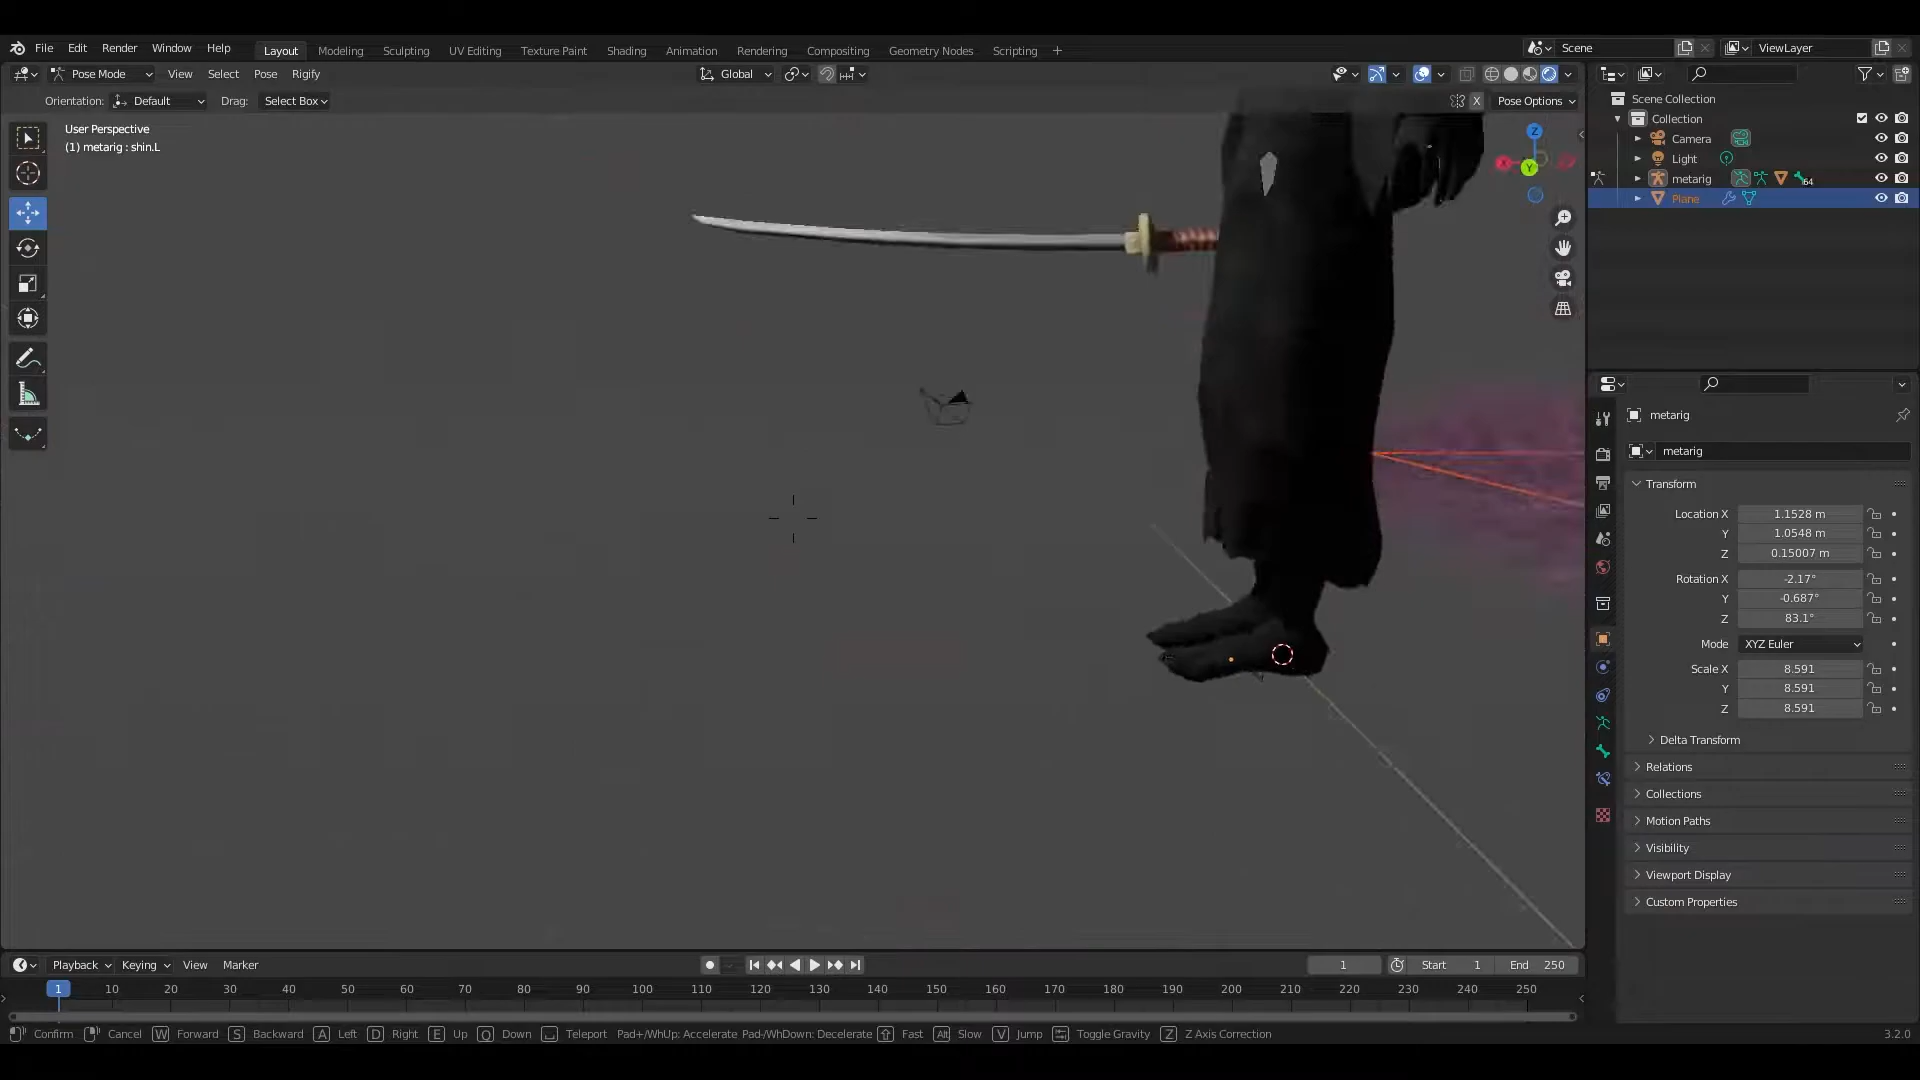 File Edit Render Window Help
Layout Modeling Sculpting UV Editing Texture Paint Shading Animation Rendering Compositing Geometry Nodes Scripting +
Scene
ViewLayer
Pose Mode View Select Pose Rigify
Global
Orientation: Default Drag: Select Box
X Pose Options
User Perspective
(1) metarig : shin.L
Z
X
Y
Scene Collection
Collection
Camera
Light
metarig 64
Plane
metarig
metarig
Transform
Location X 1.1528 m
Y 1.0548 m
Z 0.15007 m
Rotation X -2.17°
Y -0.687°
Z 83.1°
Mode XYZ Euler
Scale X 8.591
Y 8.591
Z 8.591
Delta Transform
Relations
Collections
Motion Paths
Visibility
Viewport Display
Custom Properties
Playback Keying View Marker
1 Start 1 End 250
1 10 20 30 40 50 60 70 80 90 100 110 120 130 140 150 160 170 180 190 200 210 220 230 240 250
Confirm Cancel W Forward S Backward A Left D Right E Up Q Down Teleport Pad+/WhUp: Accelerate Pad-/WhDown: Decelerate Fast Alt Slow V Jump Toggle Gravity Z Z Axis Correction
3.2.0